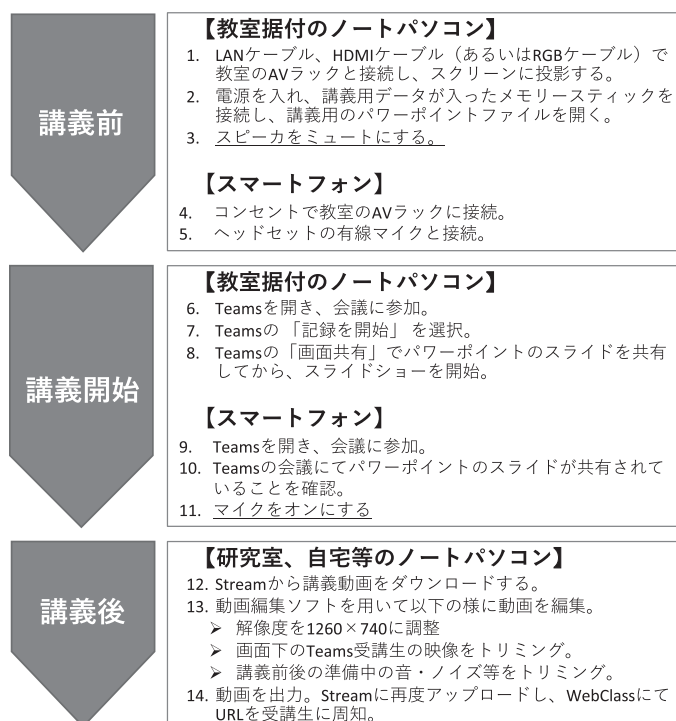 講義前
【教室据付のノートパソコン】
1. LANケーブル、HDMIケーブル（あるいはRGBケーブル）で
教室のAVラックと接続し、スクリーンに投影する。
2. 電源を入れ、講義用データが入ったメモリースティックを
接続し、講義用のパワーポイントファイルを開く。
3. スピーカをミュートにする。
【スマートフォン】
4. コンセントで教室のAVラックに接続。
5. ヘッドセットの有線マイクと接続。
講義開始
【教室据付のノートパソコン】
6. Teamsを開き、会議に参加。
7. Teamsの「記録を開始」を選択。
8. Teamsの「画面共有」でパワーポイントのスライドを共有
してから、スライドショーを開始。
【スマートフォン】
9. Teamsを開き、会議に参加。
10. Teamsの会議にてパワーポイントのスライドが共有されて
いることを確認。
11. マイクをオンにする
講義後
【研究室、自宅等のノートパソコン】
12. Streamから講義動画をダウンロードする。
13. 動画編集ソフトを用いて以下の様に動画を編集。
➢ 解像度を1260×740に調整
➢ 画面下のTeams受講生の映像をトリミング。
➢ 講義前後の準備中の音・ノイズ等をトリミング。
14. 動画を出力。Streamに再度アップロードし、WebClassにて
URLを受講生に周知。